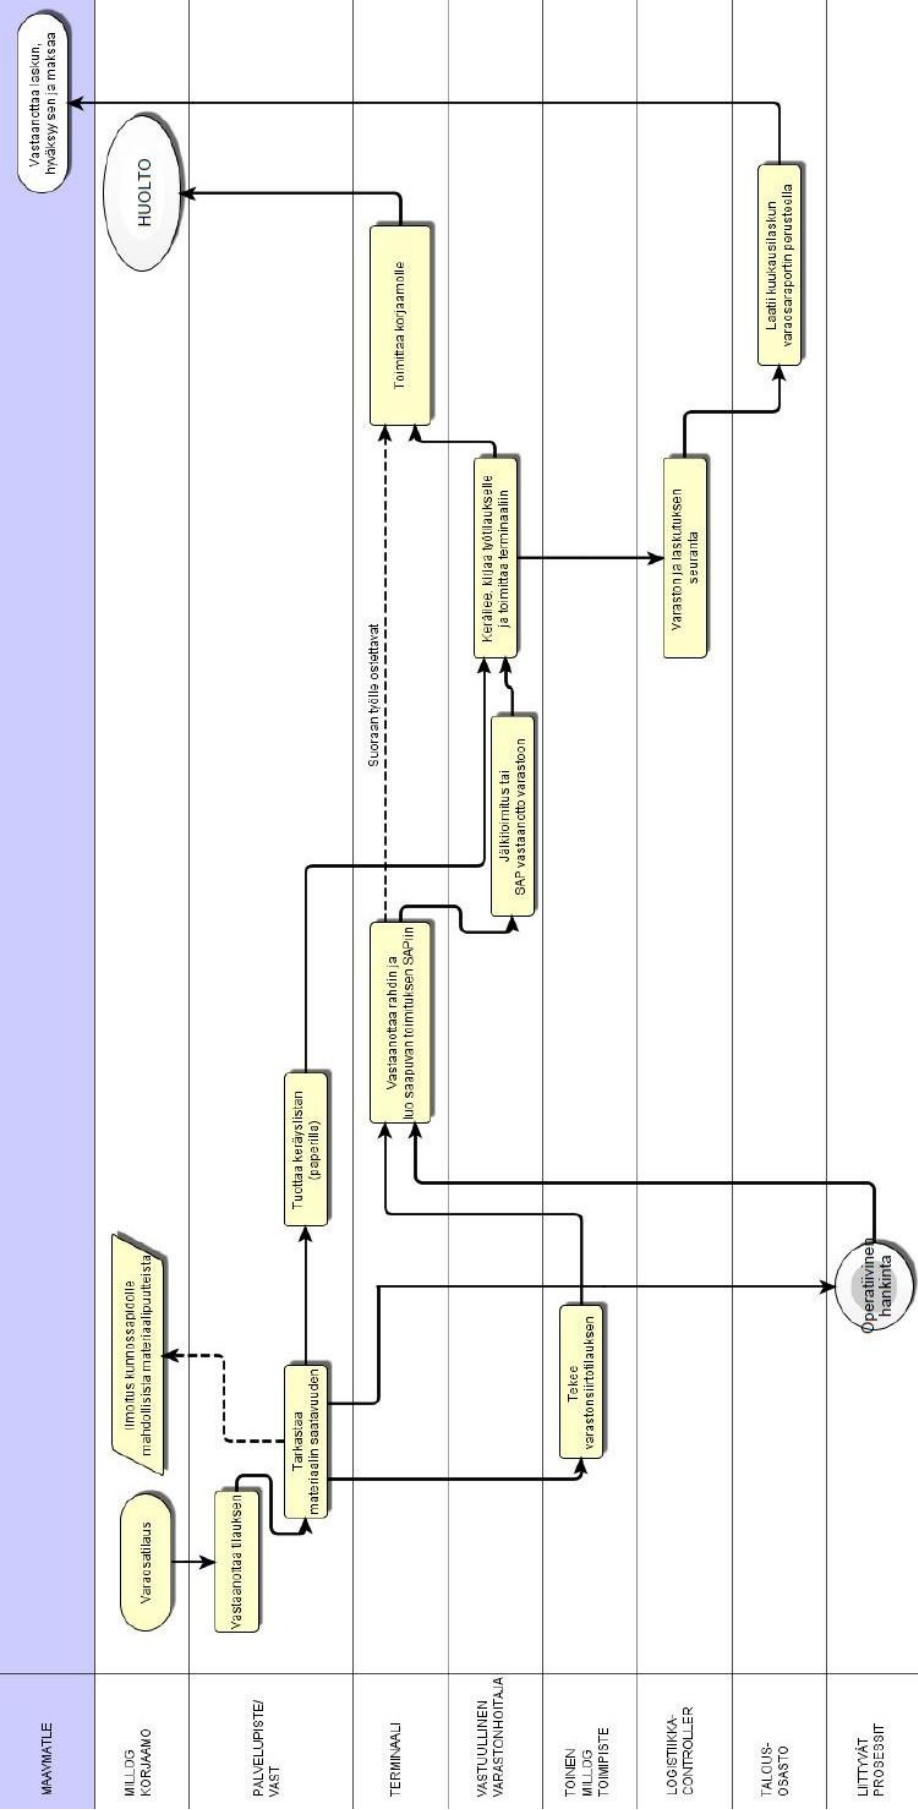 MAAVMATLE
Vastaanottaa laskun,
hyväksyy sen ja maksaa
MILLOG
KORJAAMO
Varaosatilaus
Ilmoitus kunnossapidolle
mahdollisista materiaalipuutteista
HUOLTO
PALVELUPISTE/
VAST
Vastaanottaa tilauksen
Tarkastaa
materiaalin saatavuuden
Tuottaa keräyslistan
(paperilla)
TERMINAALI
Vastaanottaa rahdin ja
luo saapuvan toimituksen SAPiin
Suoraan työlle ostettavat
Toimittaa korjaamolle
VASTUULLINEN
VARASTONHOITAJA
Jälkitoimitus tai
SAP vastaanotto varastoon
Keräilee, kirjaa työtilaukselle
ja toimittaa terminaaliin
TOINEN
MILLOG
TOIMIPISTE
Tekee
varastonsiirtotilauksen
LOGISTIIKKA-
CONTROLLER
Varaston ja laskutuksen
seuranta
TALOUS-
OSASTO
Laatii kuukausilaskun
varaosaraportin perusteella
LIITTYVÄT
PROSESSIT
Operatiivinen
hankinta